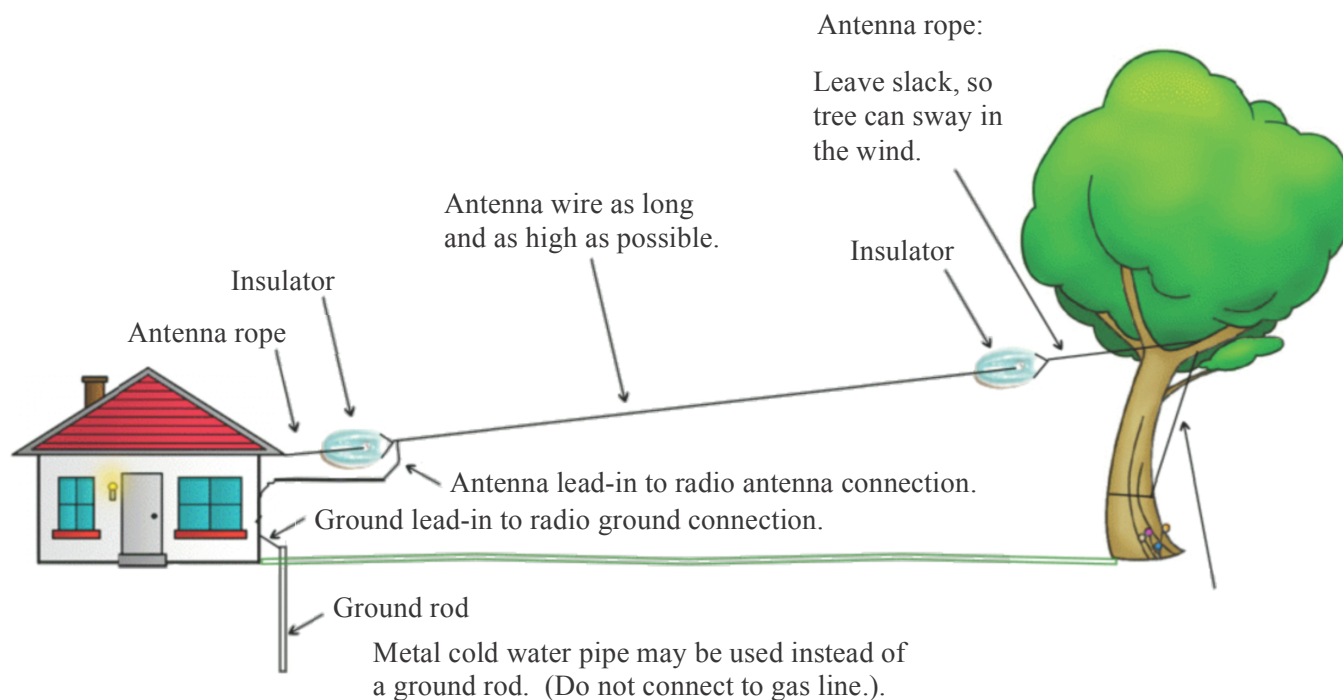 Antenna rope:
Leave slack, so
tree can sway in
the wind.
Antenna wire as long
and as high as possible.
Insulator
Insulator
Antenna rope
Antenna lead-in to radio antenna connection.
Ground lead-in to radio ground connection.
Ground rod
Metal cold water pipe may be used instead of
a ground rod.  (Do not connect to gas line.).